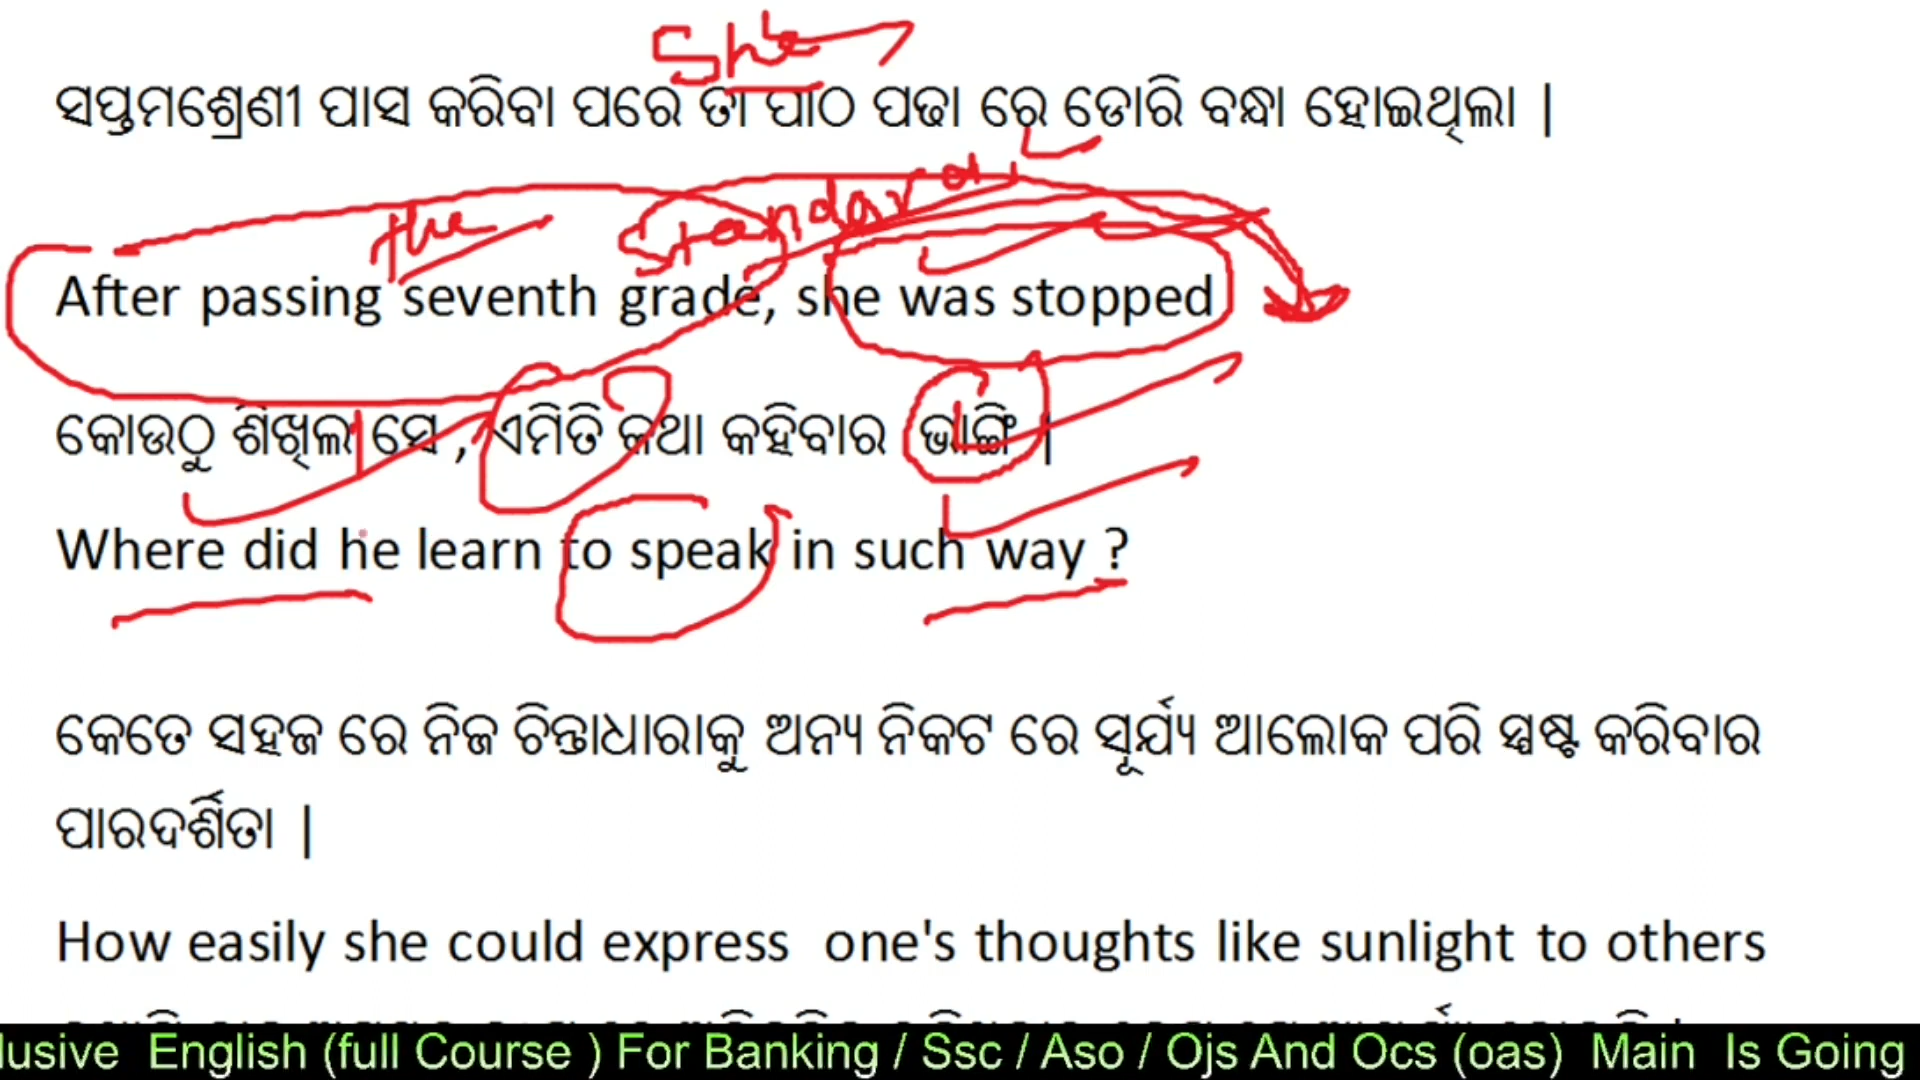 She
ସପ୍ତମଶ୍ରେଣୀ ପାସ କରିବା ପରେ ତା ପାଠ ପଢା ରେ ଡୋରି ବନ୍ଧା ହୋଇଥିଲା |
the standard
After passing seventh grade, she was stopped
କୋଉଠୁ ଶିଖିଲା ସେ , ଏମିତି କଥା କହିବାର ଭାଙ୍ଗି |
Where did he learn to speak in such way ?
କେତେ ସହଜ ରେ ନିଜ ଚିନ୍ତାଧାରାକୁ ଅନ୍ୟ ନିକଟ ରେ ସୂର୍ଯ୍ୟ ଆଲୋକ ପରି ସ୍ପଷ୍ଟ କରିବାର
ପାରଦର୍ଶିତା |
How easily she could express one's thoughts like sunlight to others
lusive English (full Course ) For Banking / Ssc / Aso / Ojs And Ocs (oas) Main Is Going